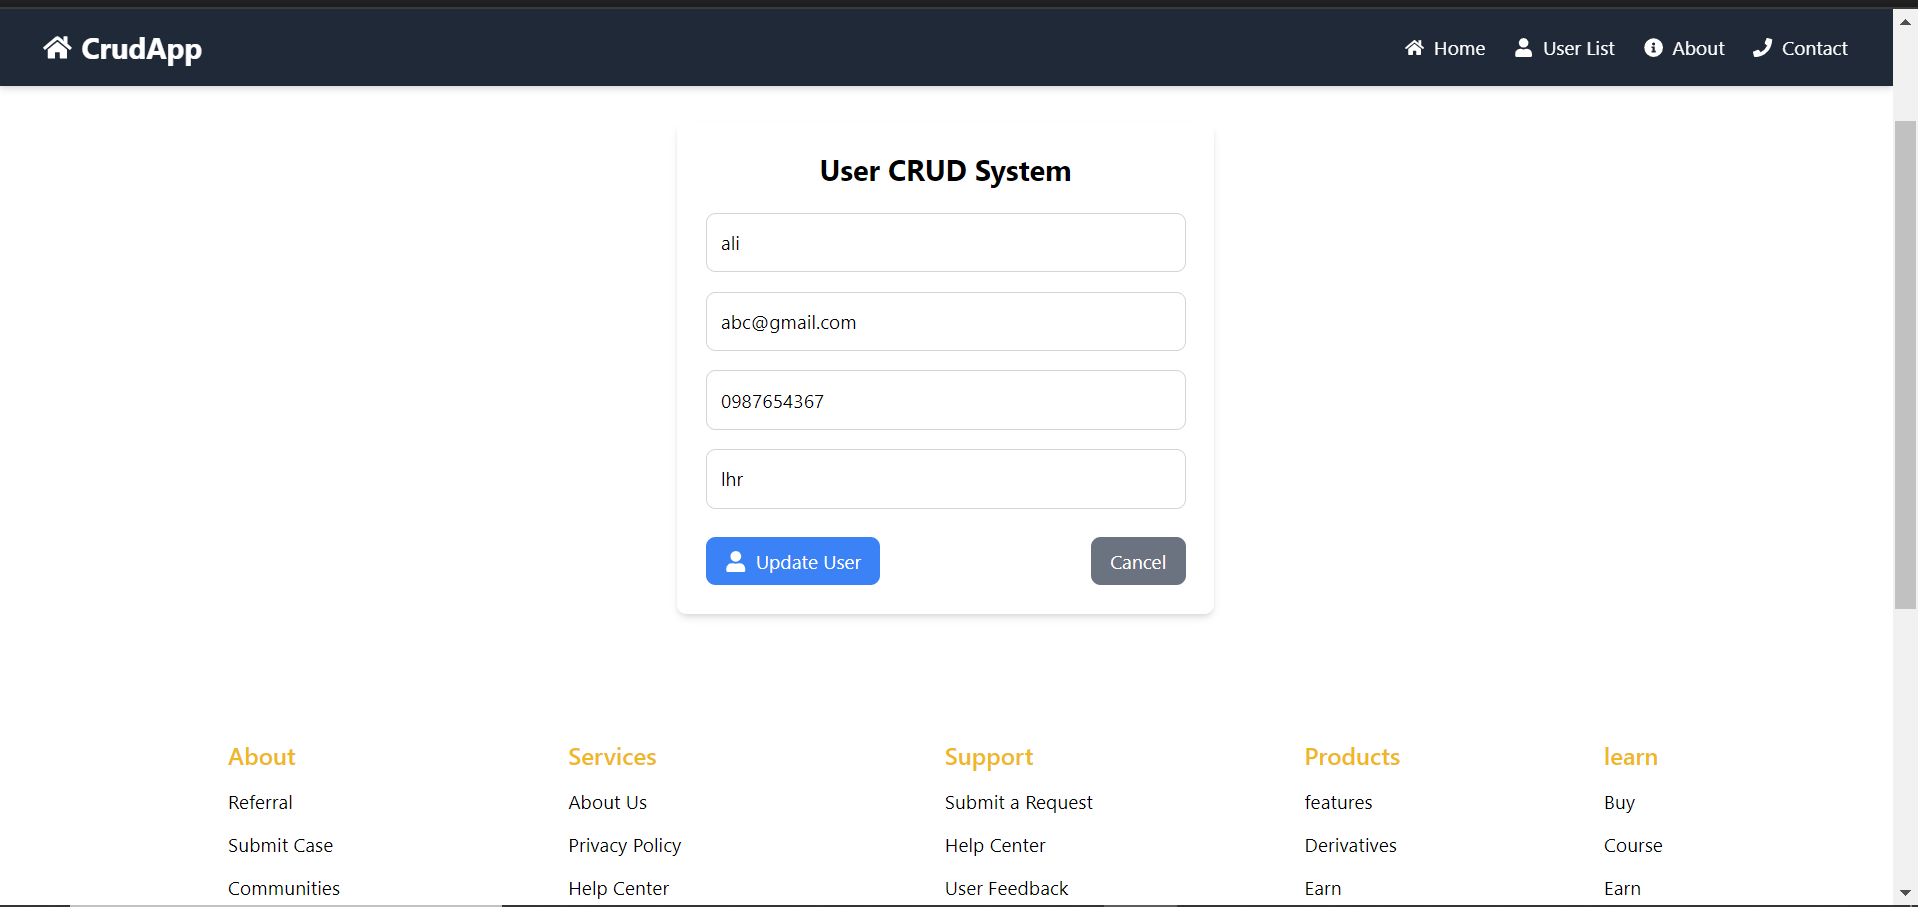 CrudApp
Home User List About Contact
User CRUD System
ali
abc@gmail.com
0987654367
lhr
Update User Cancel
About Services Support Products learn
Referral About Us Submit a Request features Buy
Submit Case Privacy Policy Help Center Derivatives Course
Communities Help Center User Feedback Earn Earn